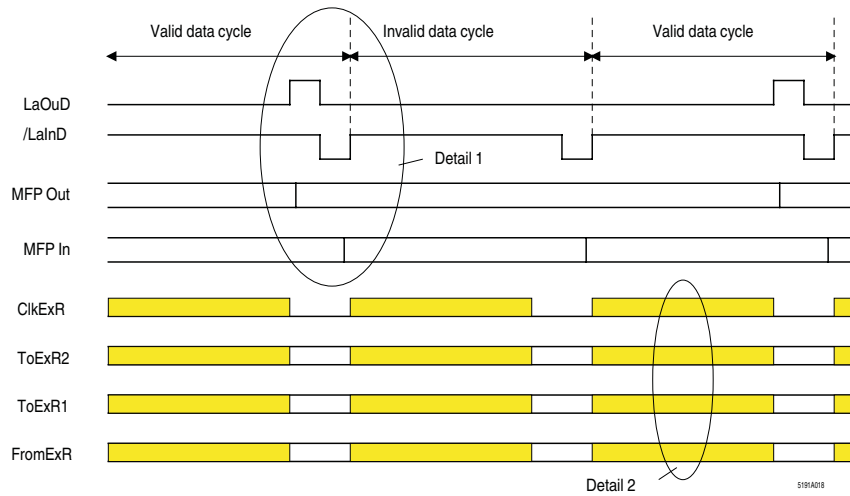 Valid data cycle
Invalid data cycle
Valid data cycle
LaOuD
/LaInD
Detail 1
MFP Out
MFP In
ClkExR
ToExR2
ToExR1
FromExR
Detail 2
5191A018